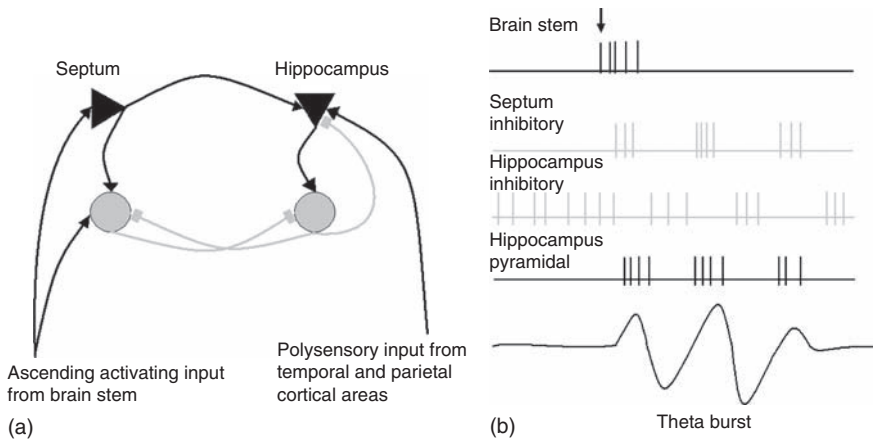 Septum
Hippocampus
Ascending activating input
from brain stem
Polysensory input from
temporal and parietal
cortical areas
(a)
Brain stem
Septum
inhibitory
Hippocampus
inhibitory
Hippocampus
pyramidal
Theta burst
(b)